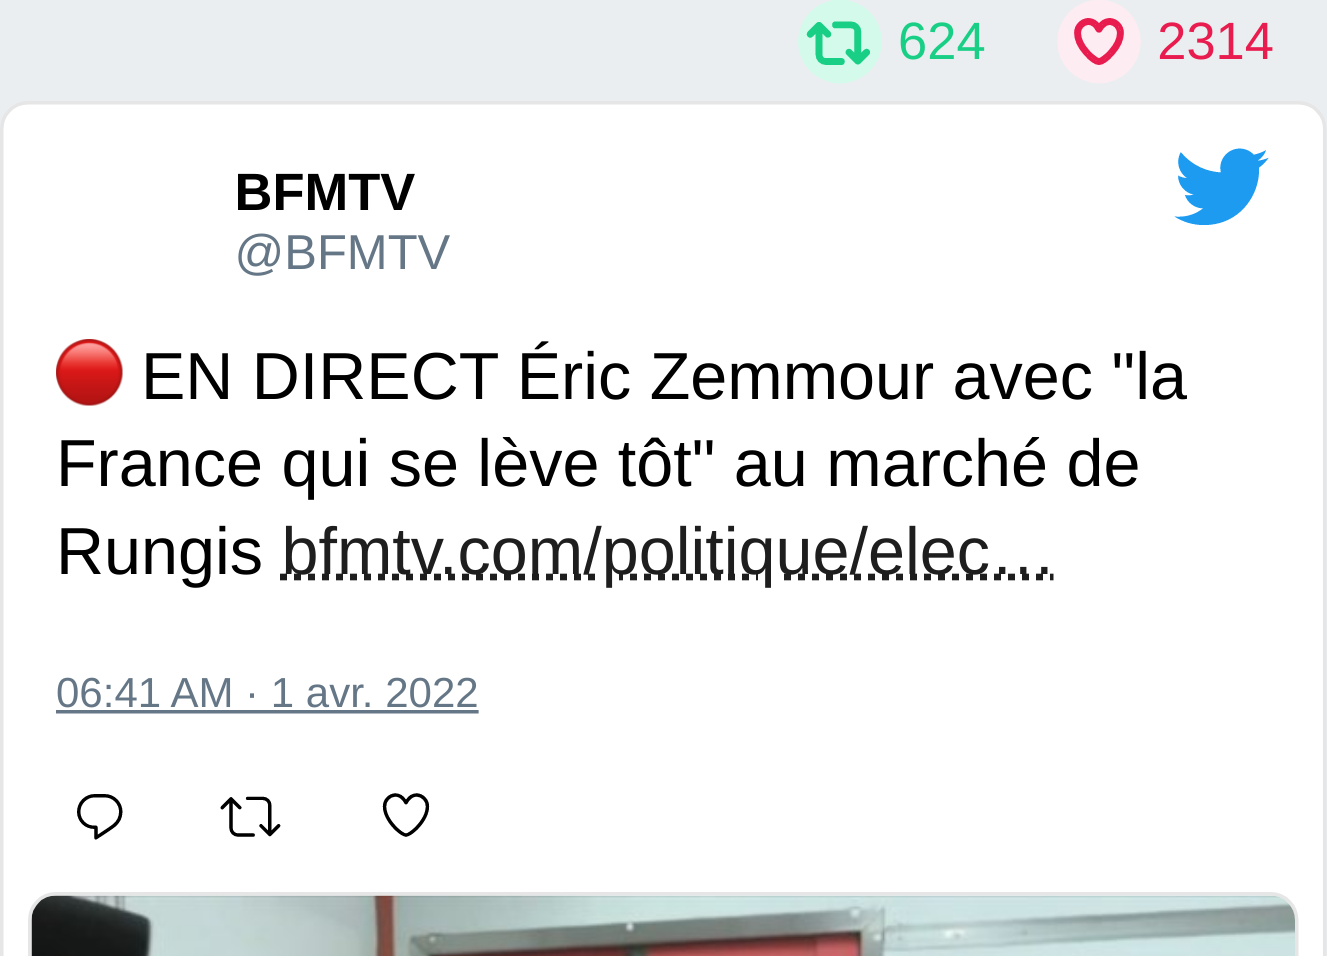 624 2314
BFMTV
@BFMTV
🔴 EN DIRECT Éric Zemmour avec "la
France qui se lève tôt" au marché de
Rungis bfmtv.com/politique/elec…
06:41 AM · 1 avr. 2022